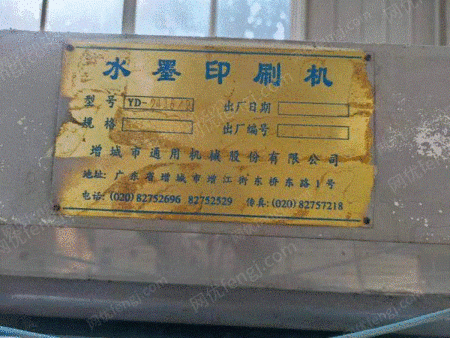 水墨印刷机
型号 YD- 出厂日期
规格 出厂编号
增城市通用机械股份有限公司
地址:广东省增城市增江街东桥东路1号
电话:(020)82752696 82752529 传真:(020)82757218